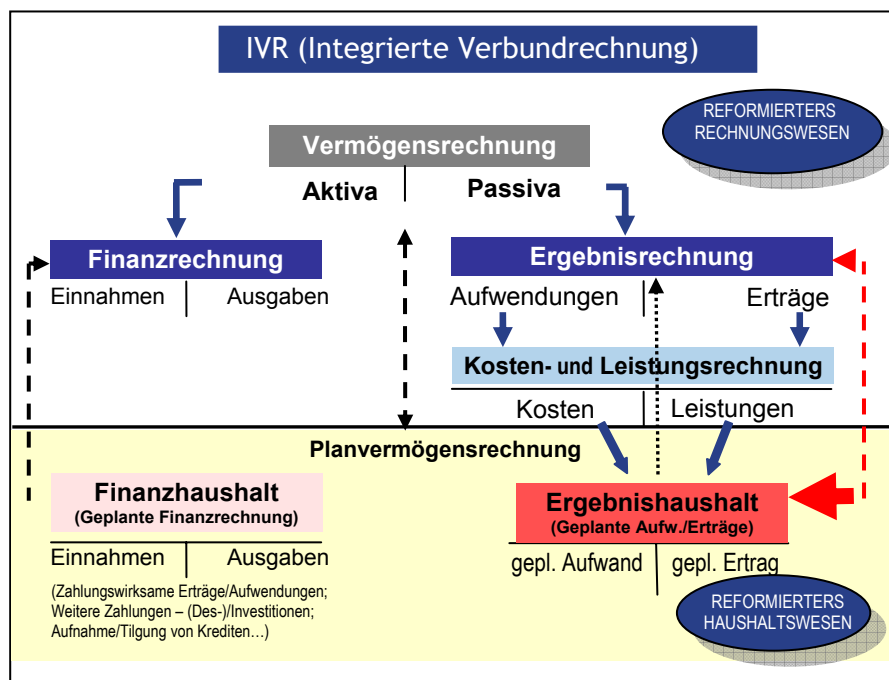 IVR (Integrierte Verbundrechnung)
REFORMIERTERS
RECHNUNGSWESEN
Vermögensrechnung
Aktiva
Passiva
Finanzrechnung
Ergebnisrechnung
Einnahmen
Ausgaben
Aufwendungen
Erträge
Kosten- und Leistungsrechnung
Kosten
Leistungen
Planvermögensrechnung
Finanzhaushalt
(Geplante Finanzrechnung)
Ergebnishaushalt
(Geplante Aufw./Erträge)
Einnahmen
Ausgaben
gepl. Aufwand
gepl. Ertrag
(Zahlungswirksame Erträge/Aufwendungen;
Weitere Zahlungen – (Des-)/Investitionen;
Aufnahme/Tilgung von Krediten…)
REFORMIERTERS
HAUSHALTSWESEN